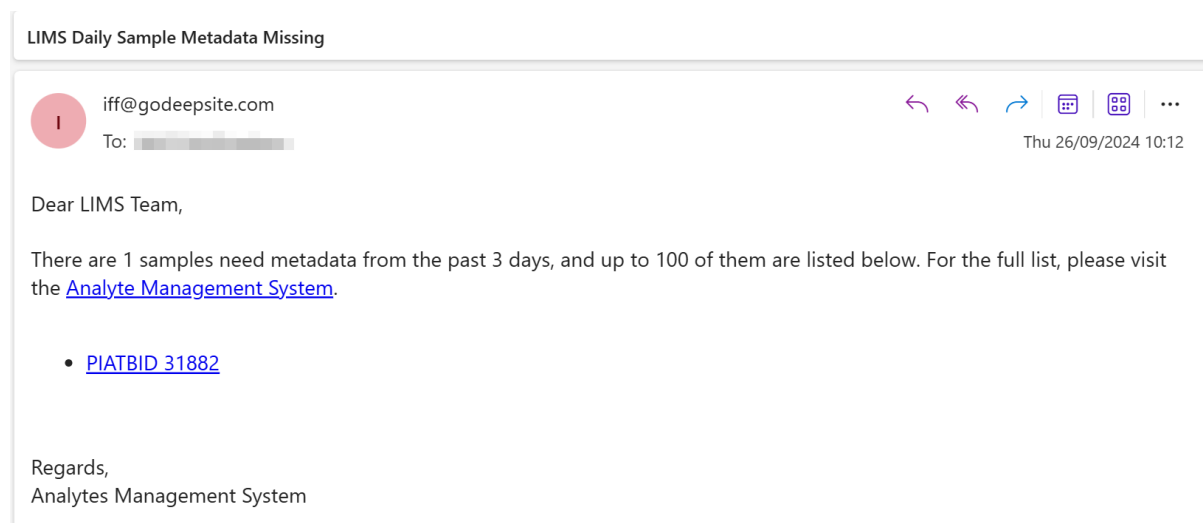 LIMS Daily Sample Metadata Missing
I
iff@godeepsite.com
To:
Thu 26/09/2024 10:12
Dear LIMS Team,
There are 1 samples need metadata from the past 3 days, and up to 100 of them are listed below. For the full list, please visit
the Analyte Management System.
• PIATBID 31882
Regards,
Analytes Management System